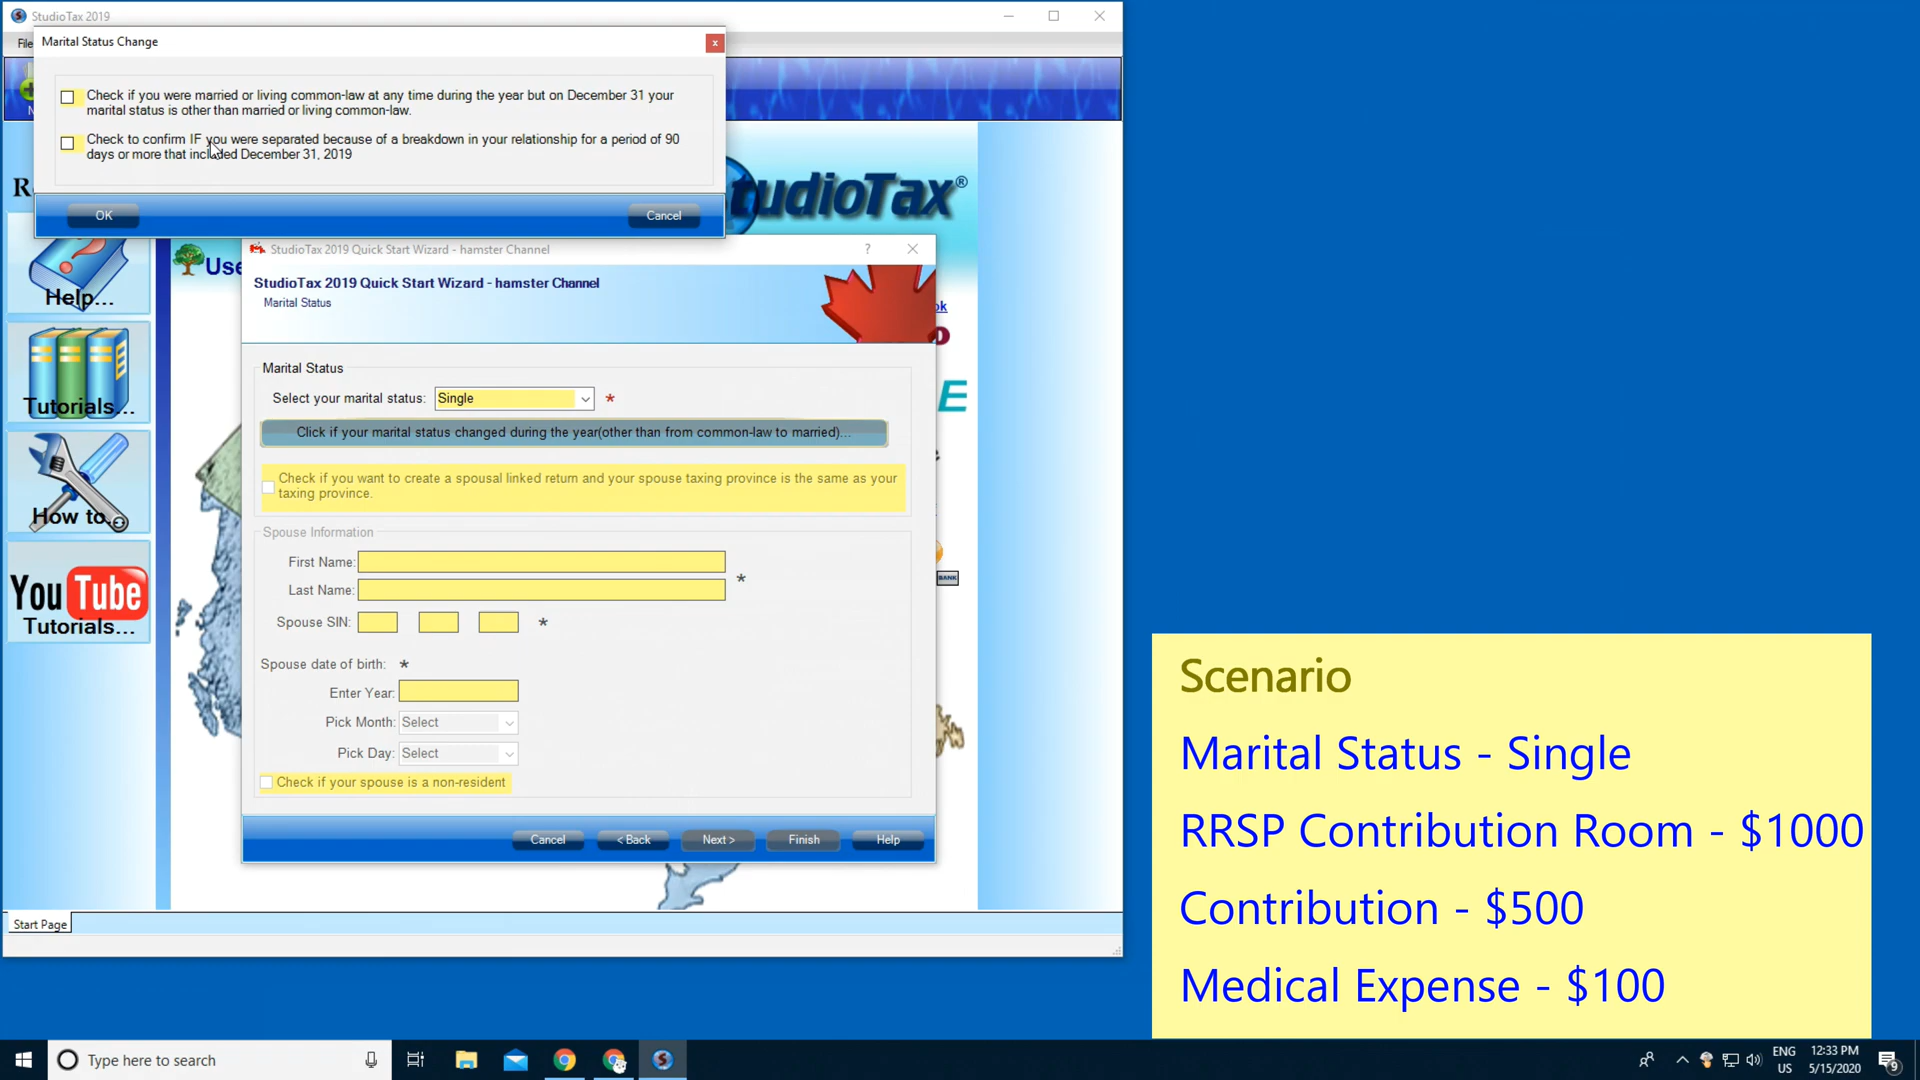 StudioTax 2019
File
Marital Status Change
x
Check if you were married or living common-law at any time during the year but on December 31 your
marital status is other than married or living common-law.
Check to confirm IF you were separated because of a breakdown in your relationship for a period of 90
days or more that included December 31, 2019
OK
Cancel
R
tudioTax®
Use
Help...
Tutorials...
How to...
YouTube
Tutorials...
StudioTax 2019 Quick Start Wizard - hamster Channel
?
StudioTax 2019 Quick Start Wizard - hamster Channel
Marital Status
ok
E
BANK
Marital Status
Select your marital status: Single *
Click if your marital status changed during the year(other than from common-law to married)...
Check if you want to create a spousal linked return and your spouse taxing province is the same as your
taxing province.
Spouse Information
First Name:
Last Name: *
Spouse SIN: *
Spouse date of birth: *
Enter Year:
Pick Month: Select
Pick Day: Select
Check if your spouse is a non-resident
Cancel
< Back
Next >
Finish
Help
Start Page
Scenario
Marital Status - Single
RRSP Contribution Room - $1000
Contribution - $500
Medical Expense - $100
Type here to search
ENG
US
12:33 PM
5/15/2020
9